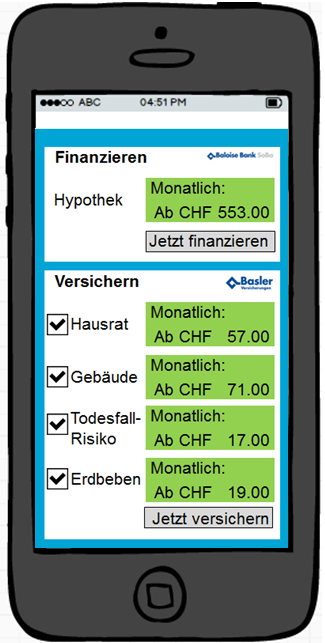 ABC 04:51 PM
Finanzieren Baloise Bank SoBa
Hypothek
Monatlich:
Ab CHF 553.00
Jetzt finanzieren
Versichern Basler
Versicherungen
Hausrat
Monatlich:
Ab CHF 57.00
Gebäude
Monatlich:
Ab CHF 71.00
Todesfall-
Risiko
Monatlich:
Ab CHF 17.00
Erdbeben
Monatlich:
Ab CHF 19.00
Jetzt versichern